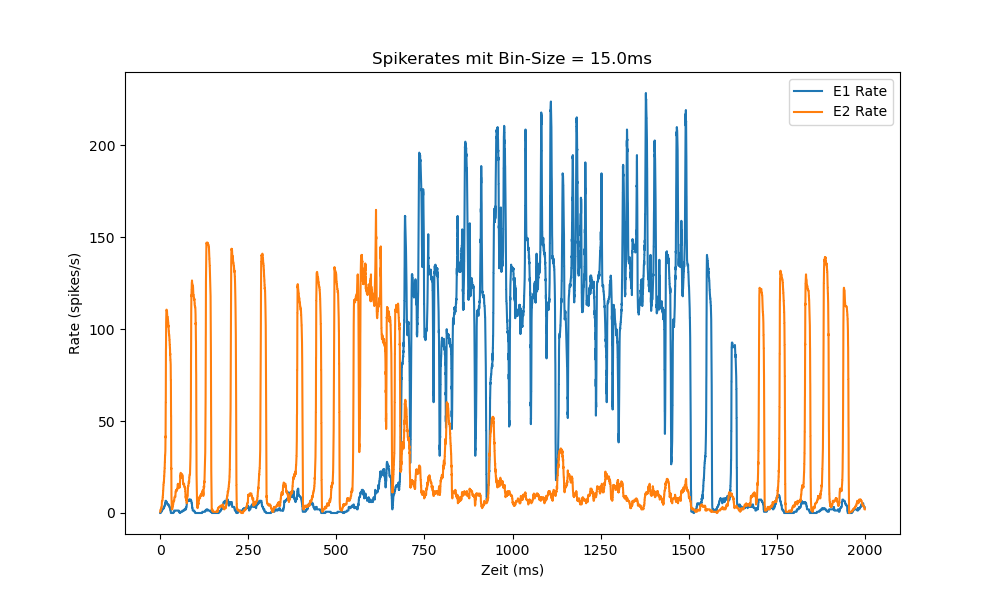 Spikerates mit Bin-Size = 15.0ms
E1 Rate
E2 Rate
Rate (spikes/s)
200
150
100
50
0
0 250 500 750 1000 1250 1500 1750 2000
Zeit (ms)